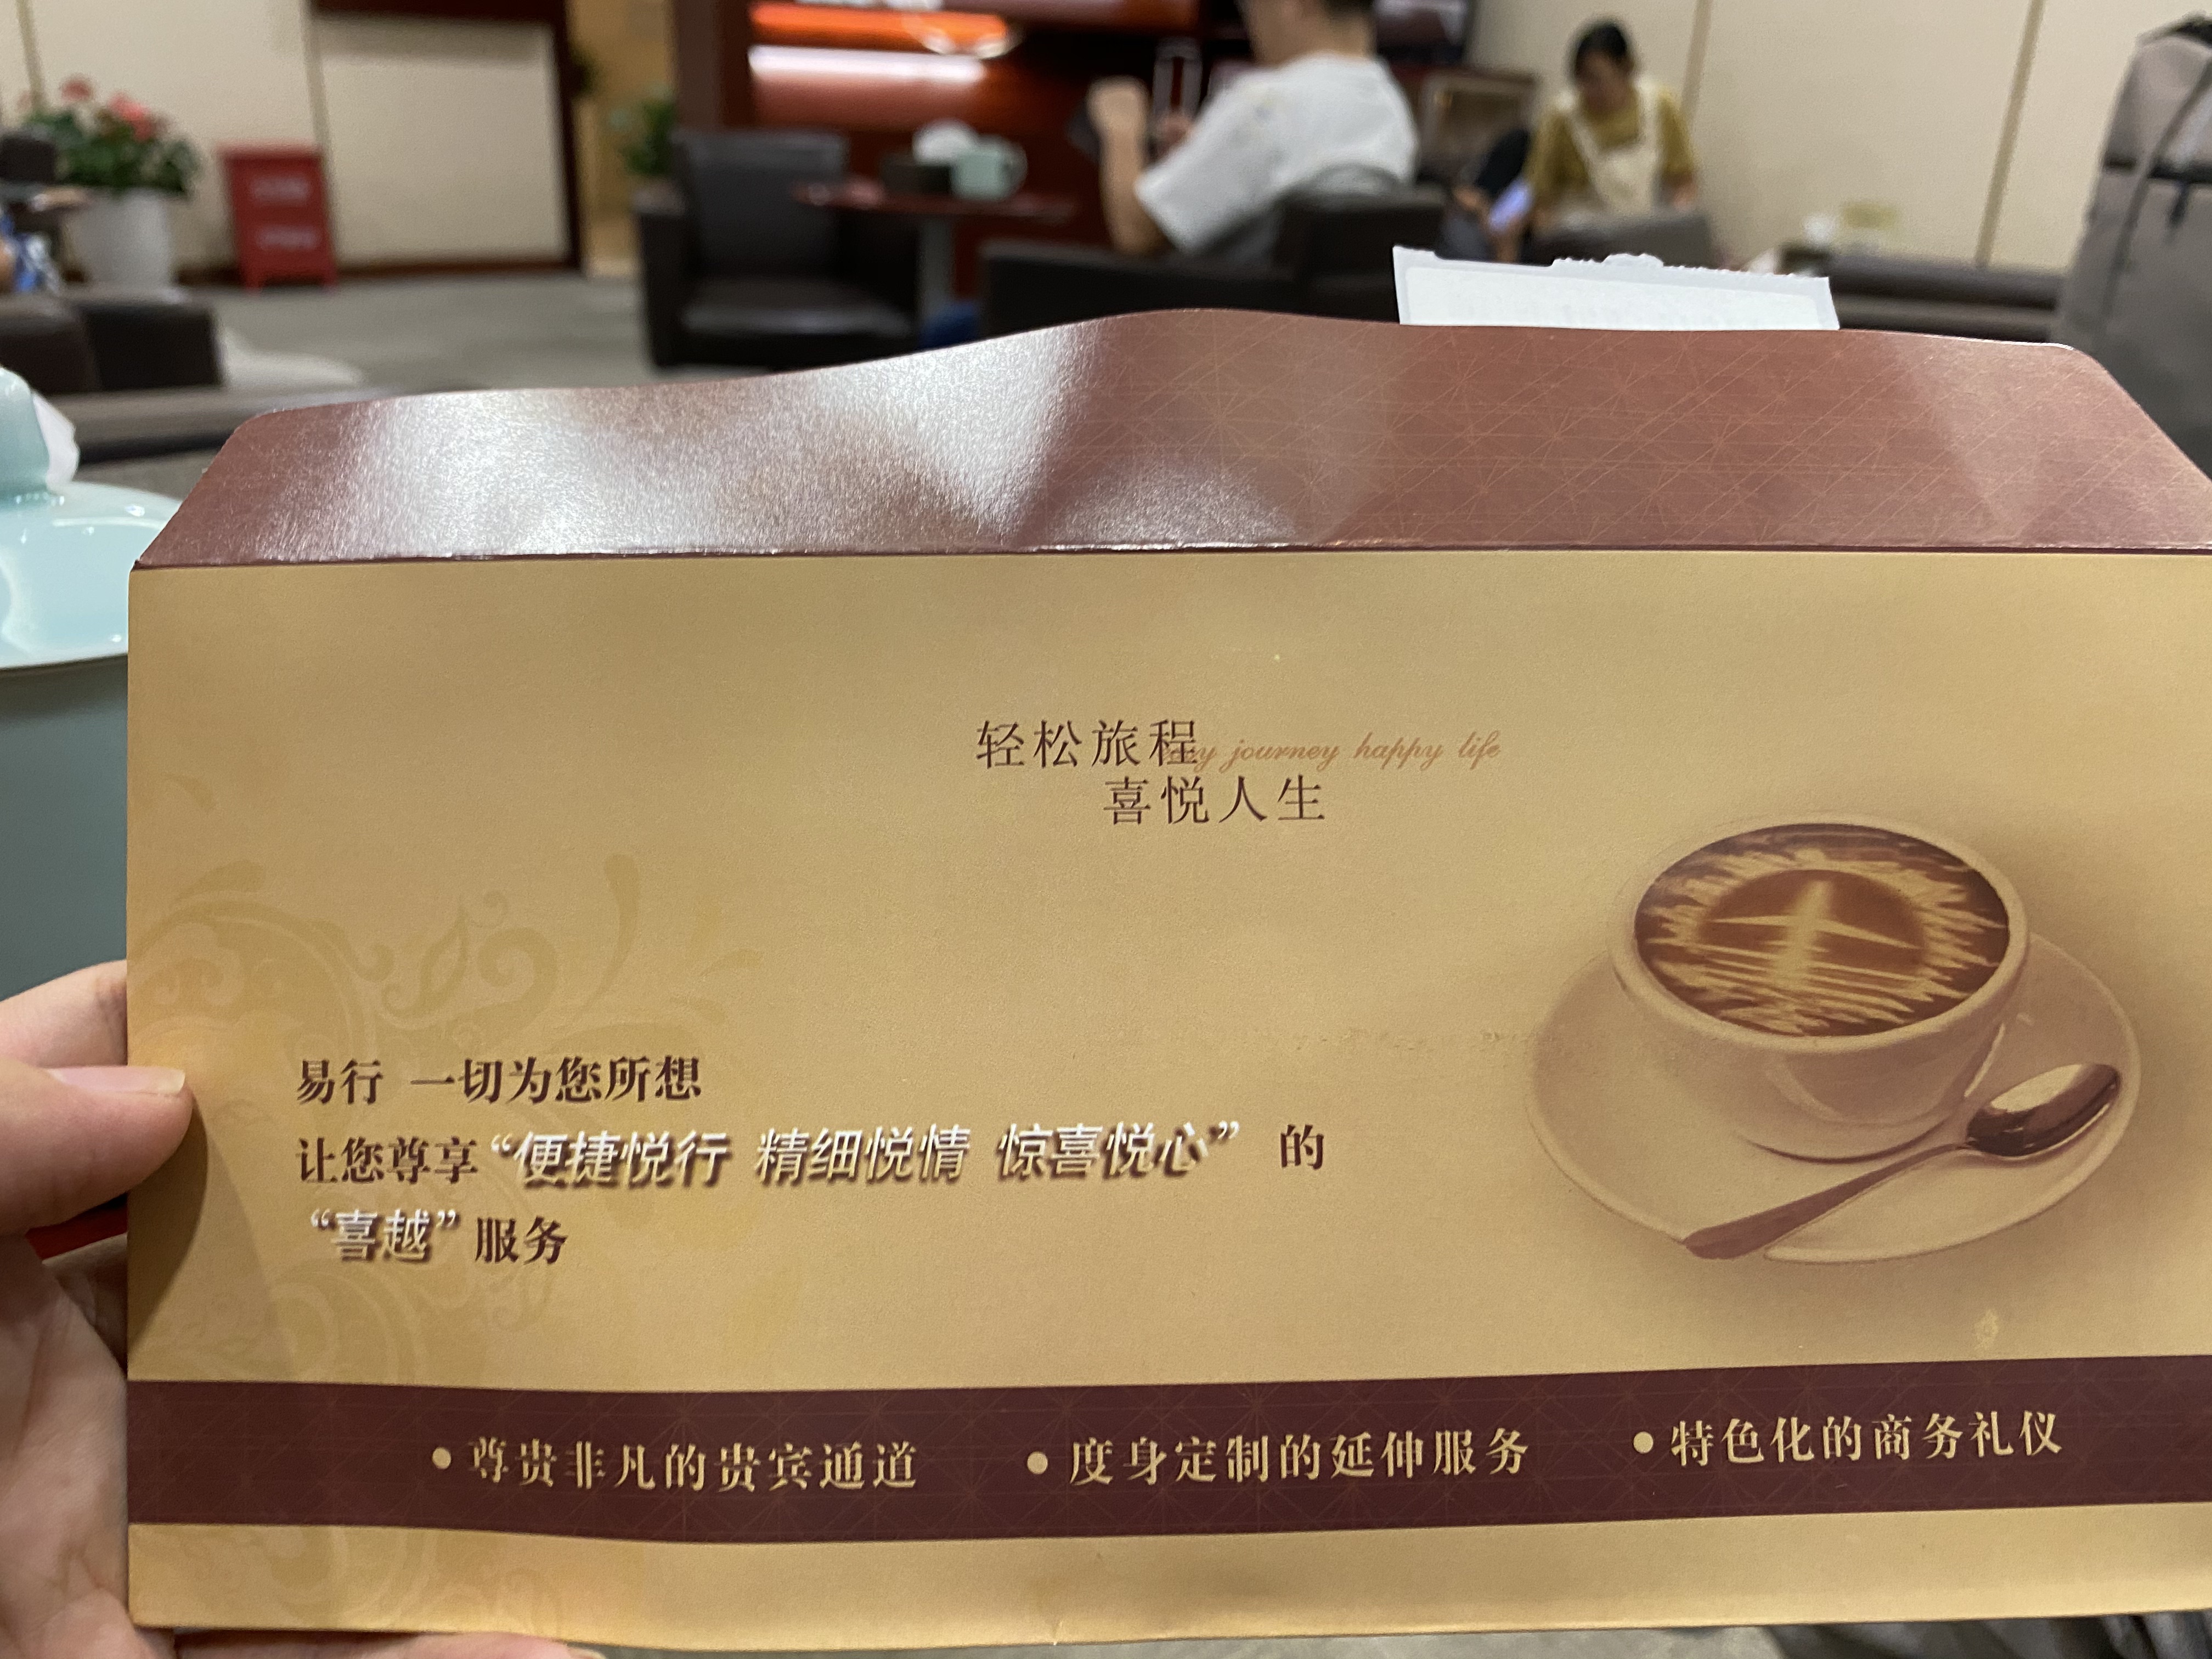 轻松旅程
journey happy life
喜悦人生
易行 一切为您所想
让您尊享“便捷悦行 精细悦情 惊喜悦心”的
“喜越”服务
•尊贵非凡的贵宾通道 •度身定制的延伸服务 •特色化的商务礼仪